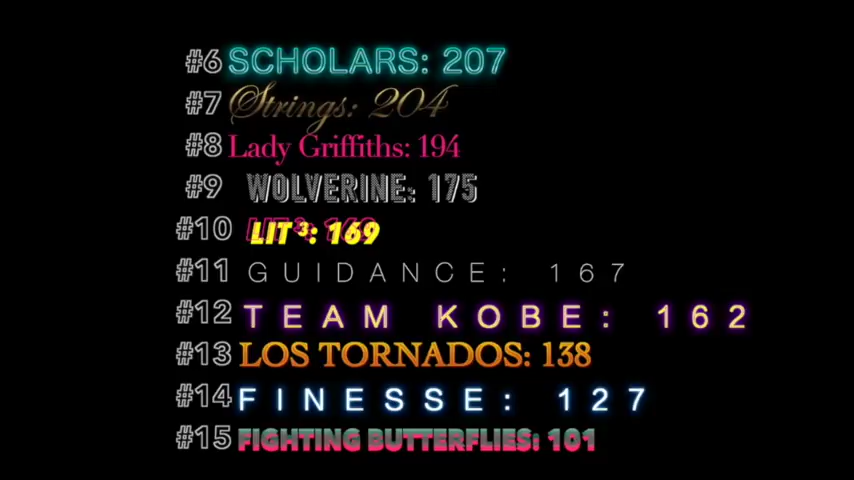 #6 SCHOLARS: 207
#7 Strings: 204
#8 Lady Griffiths: 194
#9 WOLVERINE: 175
#10 LIT³: 169
#11 GUIDANCE: 167
#12 TEAM KOBE: 162
#13 LOS TORNADOS: 138
#14 FINESSE: 127
#15 FIGHTING BUTTERFLIES: 101